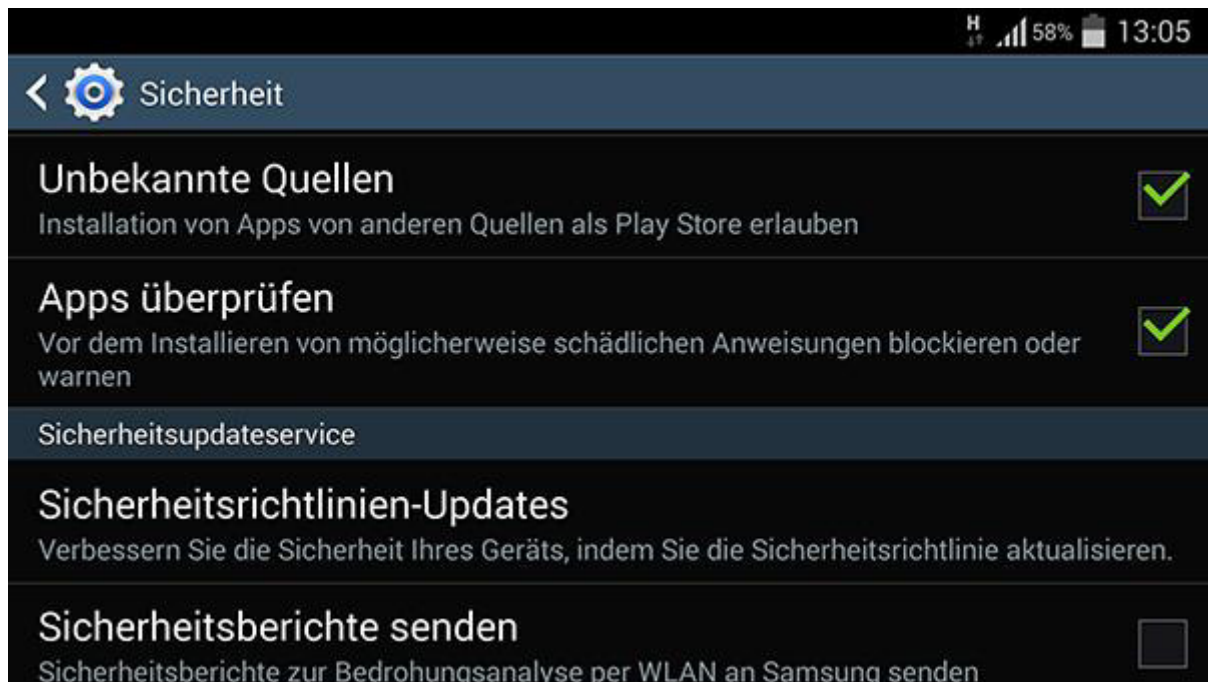 H 58% 13:05
Sicherheit
Unbekannte Quellen
Installation von Apps von anderen Quellen als Play Store erlauben
Apps überprüfen
Vor dem Installieren von möglicherweise schädlichen Anweisungen blockieren oder
warnen
Sicherheitsupdateservice
Sicherheitsrichtlinien-Updates
Verbessern Sie die Sicherheit Ihres Geräts, indem Sie die Sicherheitsrichtlinie aktualisieren.
Sicherheitsberichte senden
Sicherheitsberichte zur Bedrohungsanalyse per WLAN an Samsung senden